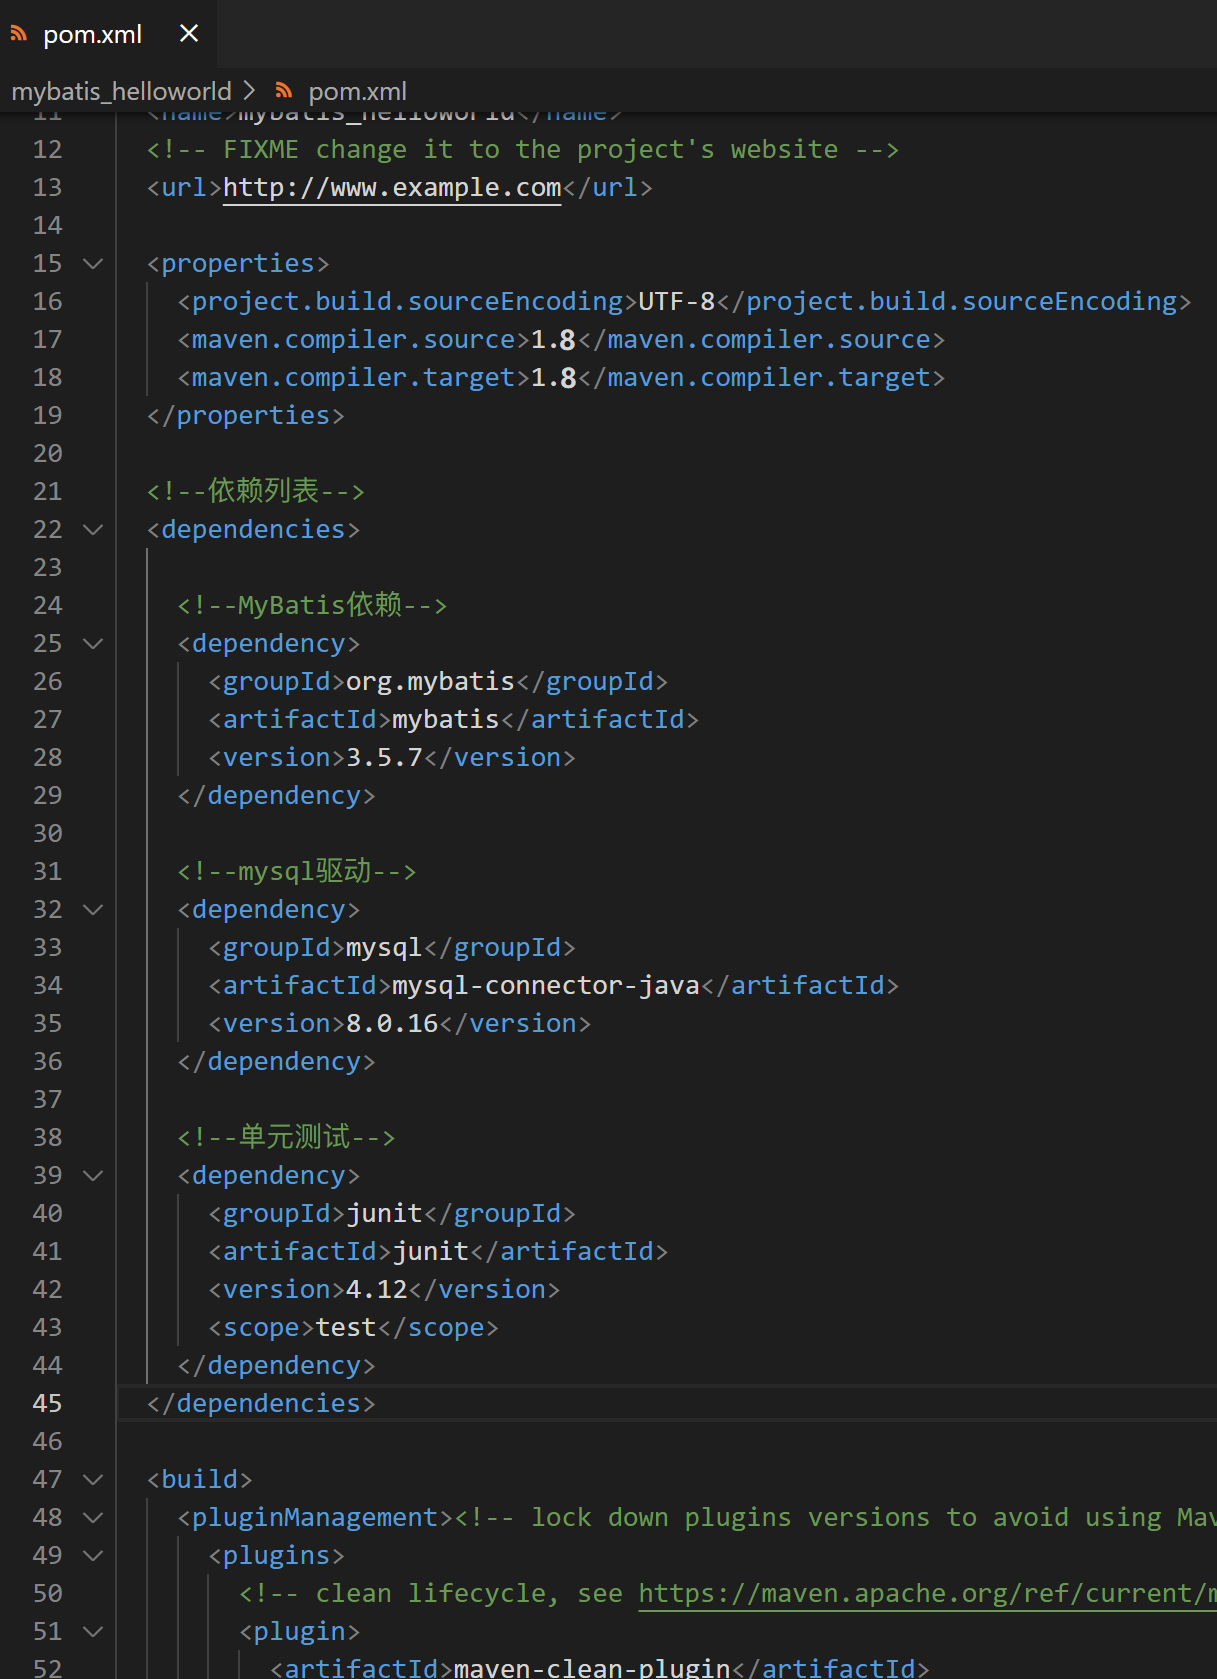 pom.xml
mybatis_helloworld > pom.xml
11 <name>mybatis_helloworld</name>
12 <!-- FIXME change it to the project's website -->
13 <url>http://www.example.com</url>
14
15 <properties>
16 <project.build.sourceEncoding>UTF-8</project.build.sourceEncoding>
17 <maven.compiler.source>1.8</maven.compiler.source>
18 <maven.compiler.target>1.8</maven.compiler.target>
19 </properties>
20
21 <!--依赖列表-->
22 <dependencies>
23
24 <!--MyBatis依赖-->
25 <dependency>
26 <groupId>org.mybatis</groupId>
27 <artifactId>mybatis</artifactId>
28 <version>3.5.7</version>
29 </dependency>
30
31 <!--mysql驱动-->
32 <dependency>
33 <groupId>mysql</groupId>
34 <artifactId>mysql-connector-java</artifactId>
35 <version>8.0.16</version>
36 </dependency>
37
38 <!--单元测试-->
39 <dependency>
40 <groupId>junit</groupId>
41 <artifactId>junit</artifactId>
42 <version>4.12</version>
43 <scope>test</scope>
44 </dependency>
45 </dependencies>
46
47 <build>
48 <pluginManagement><!-- lock down plugins versions to avoid using Mav
49 <plugins>
50 <!-- clean lifecycle, see https://maven.apache.org/ref/current/m
51 <plugin>
52 <artifactId>maven-clean-plugin</artifactId>